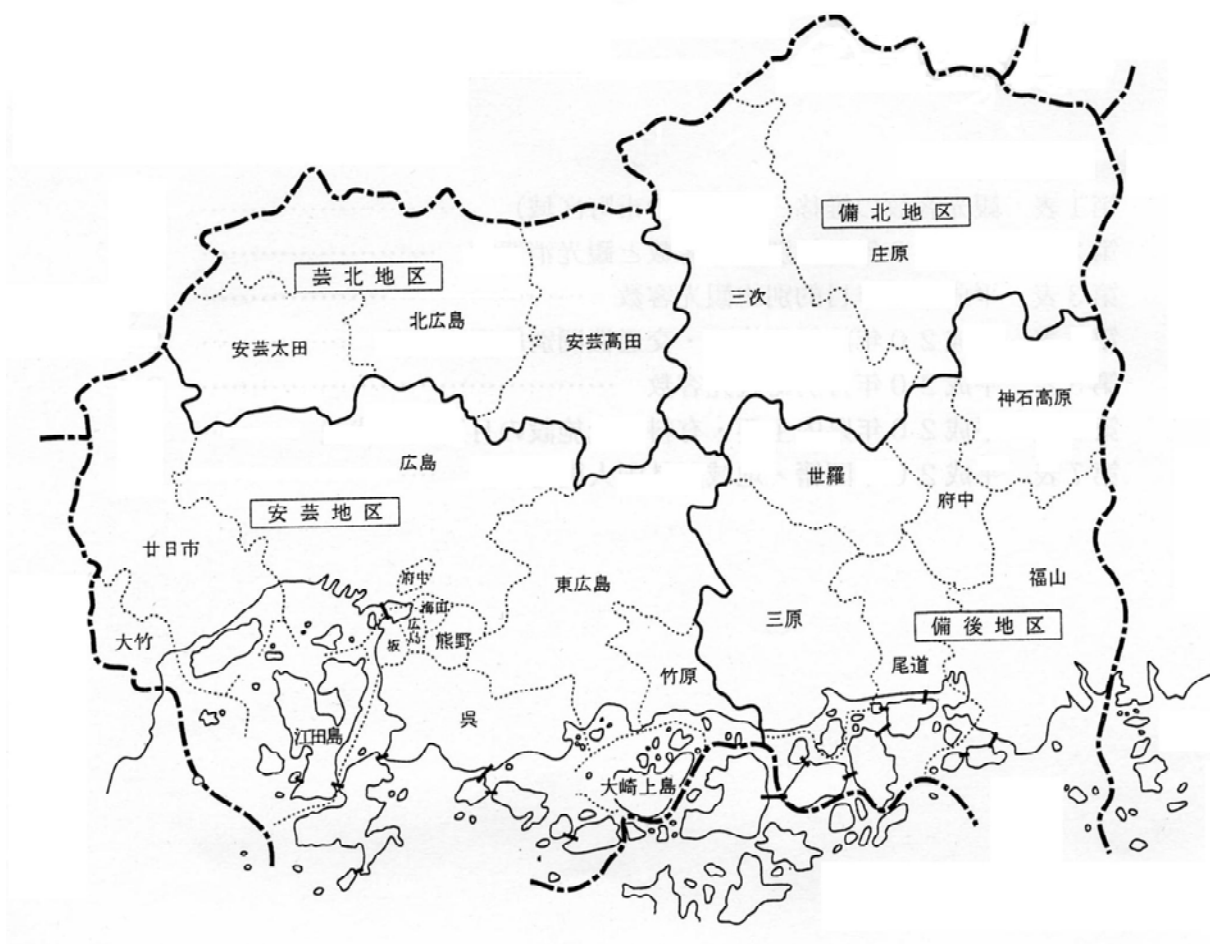 備北地区
庄原
三次
芸北地区
北広島
安芸太田
安芸高田
神石高原
広島
世羅
府中
安芸地区
廿日市
府中
海田
東広島
福山
広島
坂
熊野
三原
備後地区
大竹
尾道
竹原
呉
江田島
大崎上島